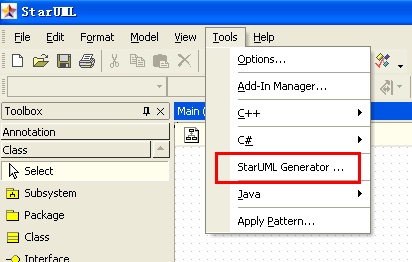 StarUML
File Edit Format Model View Tools Help
Options...
Add-In Manager...
C++
C#
StarUML Generator ...
Java
Apply Pattern...
Toolbox
Annotation
Class
Select
Subsystem
Package
Class
Interface
Main (